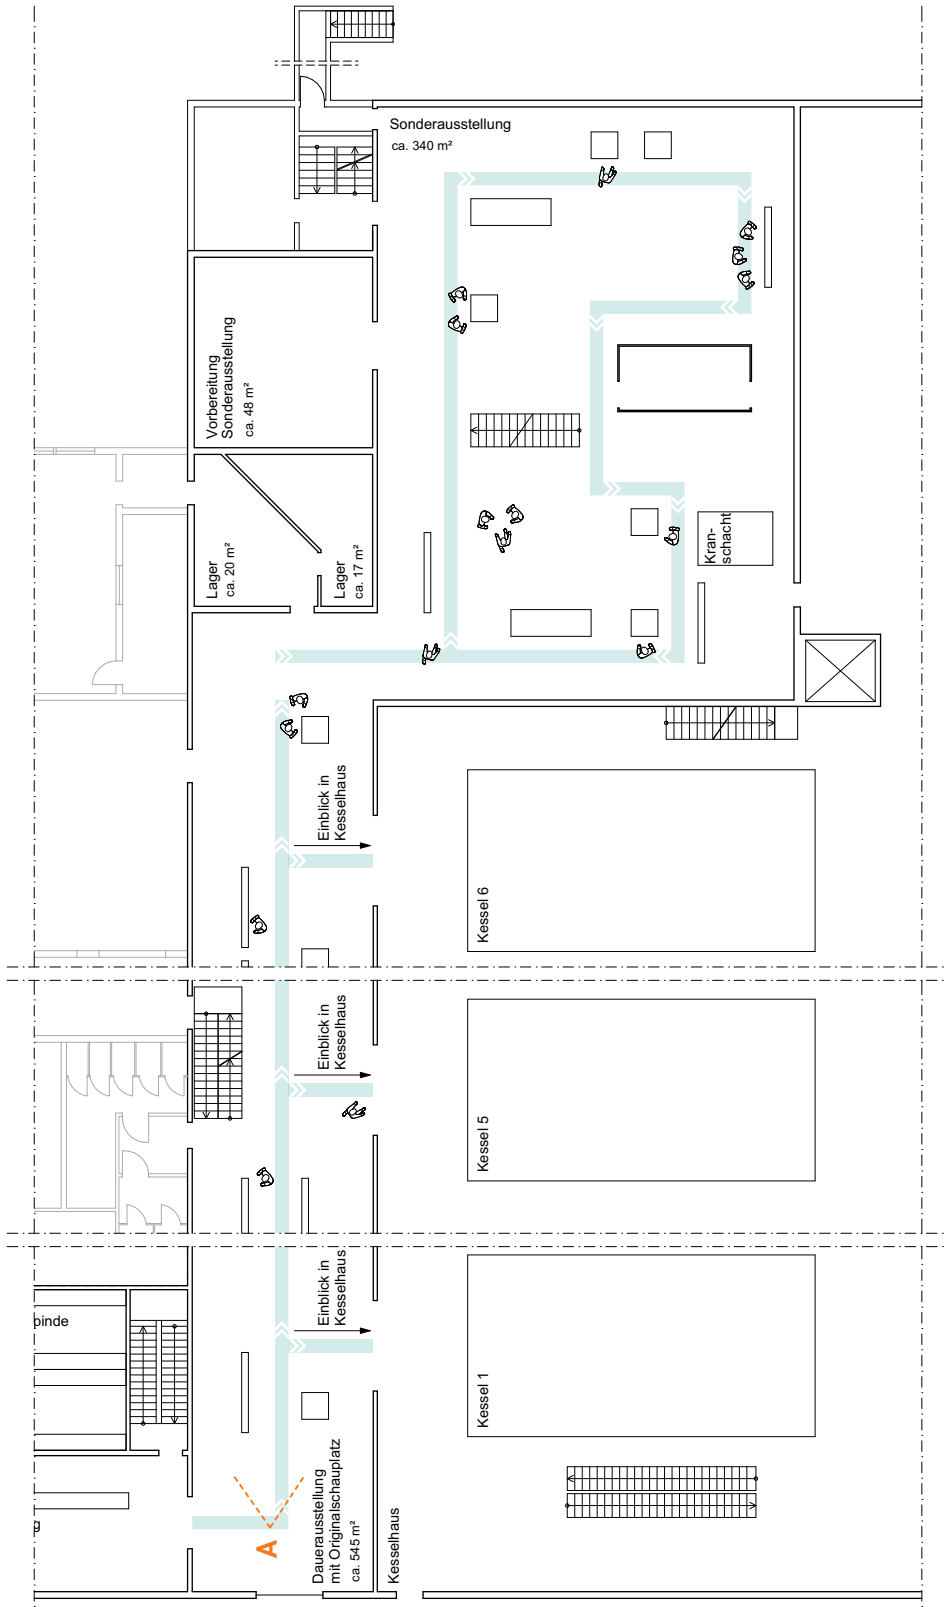 Sonderausstellung
ca. 340 m²
Vorbereitung
Sonderausstellung
ca. 48 m²
Lager
ca. 20 m²
Lager
ca. 17 m²
Kran-
schacht
Einblick in
Kesselhaus
Kessel 6
Einblick in
Kesselhaus
Kessel 5
Einblick in
Kesselhaus
Kessel 1
pinde
g
A
Dauerausstellung
mit Originalschauplatz
ca. 545 m²
Kesselhaus